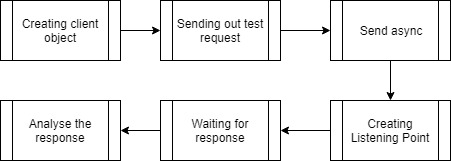 Creating client
object
Sending out test
request
Send async
Creating
Listening Point
Waiting for
response
Analyse the
response